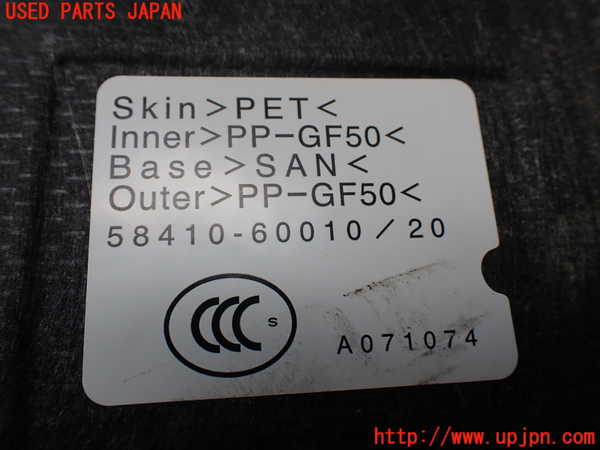 USED PARTS JAPAN
Skin>PET<
Inner>PP-GF50<
Base>SAN<
Outer>PP-GF50<
58410-60010/20
CCC S
A071074
http://www.upjpn.com/